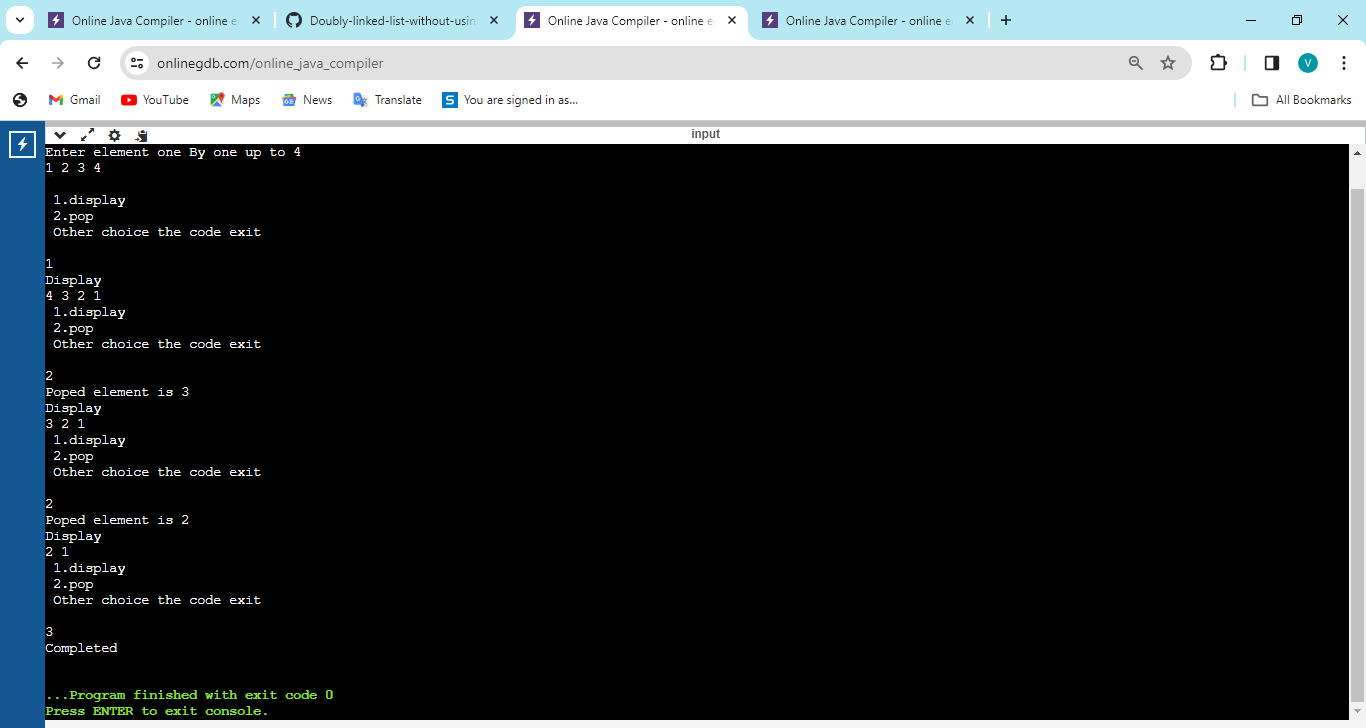 Online Java Compiler - online e
Doubly-linked-list-without-usin
Online Java Compiler - online e
Online Java Compiler - online e
onlinegdb.com/online_java_compiler
V
Gmail
YouTube
Maps
News
Translate
S
You are signed in as...
All Bookmarks
input
Enter element one By one up to 4
1 2 3 4
1.display
2.pop
Other choice the code exit
1
Display
4 3 2 1
1.display
2.pop
Other choice the code exit
2
Poped element is 3
Display
3 2 1
1.display
2.pop
Other choice the code exit
2
Poped element is 2
Display
2 1
1.display
2.pop
Other choice the code exit
3
Completed
...Program finished with exit code 0
Press ENTER to exit console.